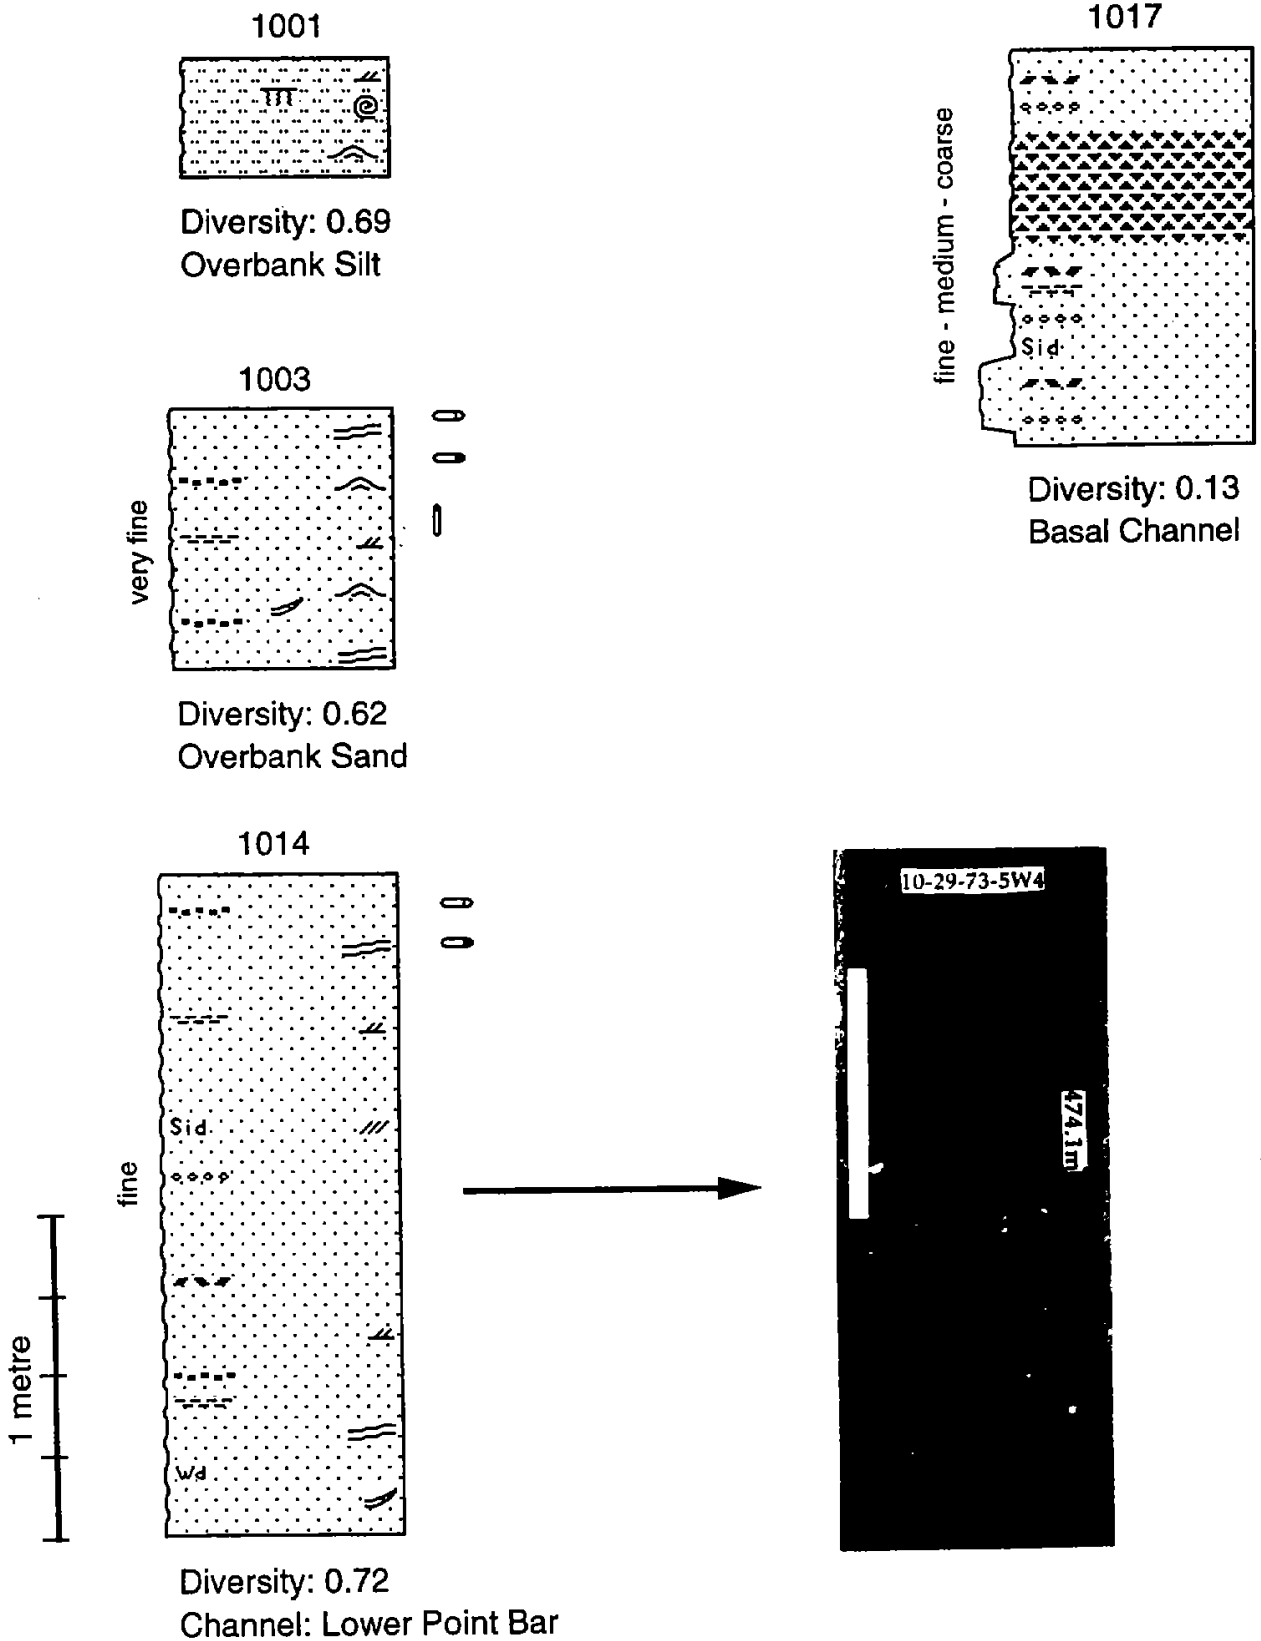 1001
Diversity: 0.69
Overbank Silt
1017
fine - medium - coarse
Sid
Diversity: 0.13
Basal Channel
1003
very fine
Diversity: 0.62
Overbank Sand
1014
Sid
fine
1 metre
Wd
Diversity: 0.72
Channel: Lower Point Bar
10-29-73-5W4
474.1m